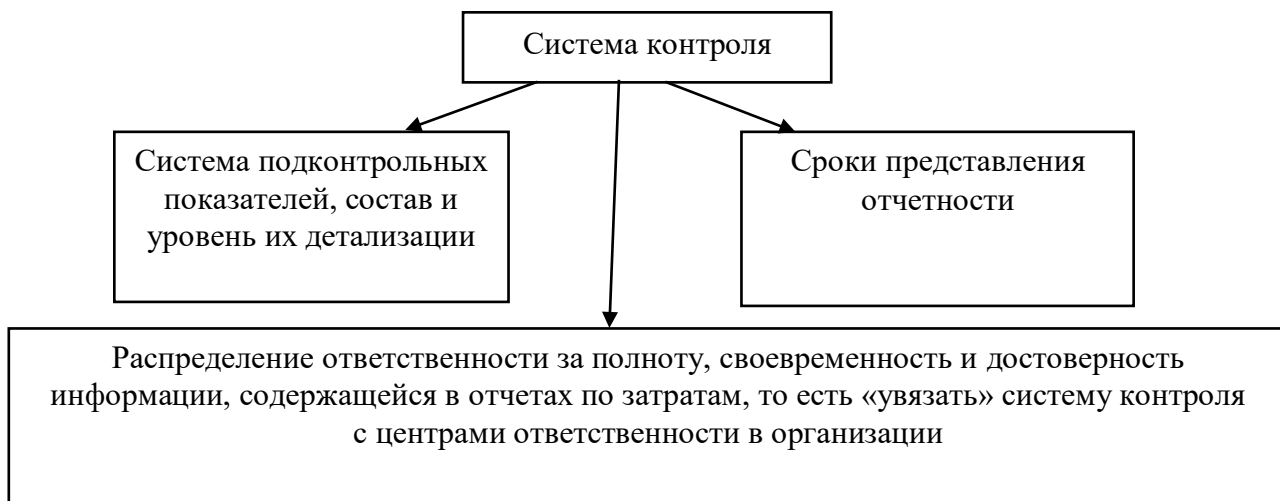 Система контроля
Система подконтрольных
показателей, состав и
уровень их детализации
Сроки представления
отчетности
Распределение ответственности за полноту, своевременность и достоверность
информации, содержащейся в отчетах по затратам, то есть «увязать» систему контроля
с центрами ответственности в организации